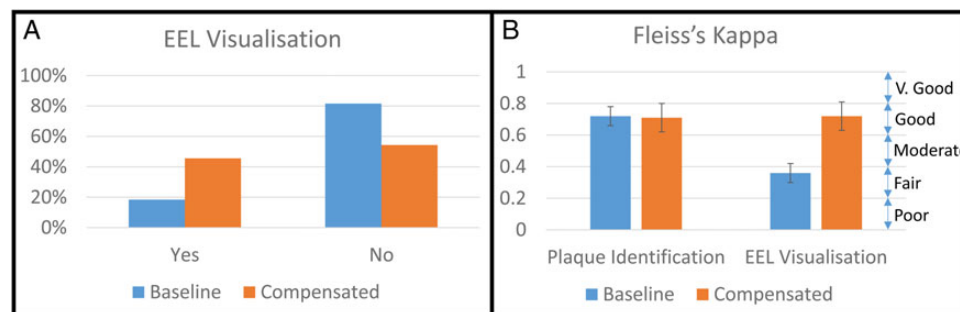 A
EEL Visualisation
100%
80%
60%
40%
20%
0%
Yes No
Baseline Compensated
B
Fleiss's Kappa
1
0.8
0.6
0.4
0.2
0
V. Good
Good
Moderate
Fair
Poor
Plaque Identification EEL Visualisation
Baseline Compensated